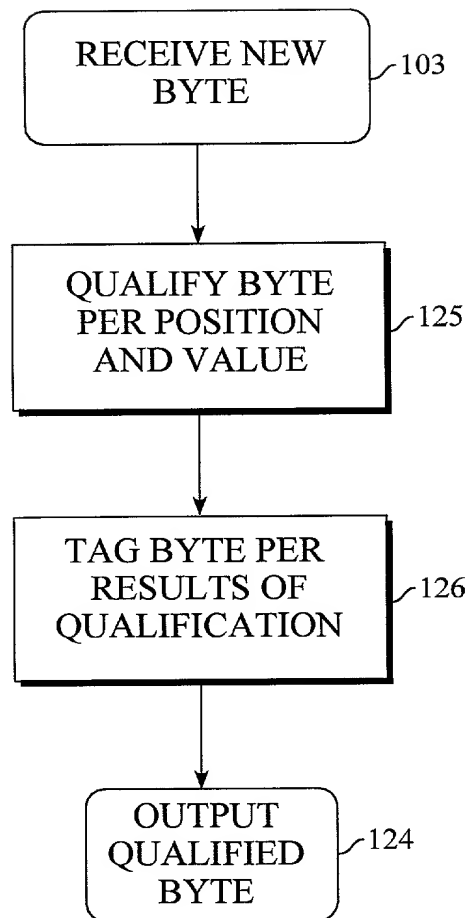 RECEIVE NEW
BYTE
103
QUALIFY BYTE
PER POSITION
AND VALUE
125
TAG BYTE PER
RESULTS OF
QUALIFICATION
126
OUTPUT
QUALIFIED
BYTE
124